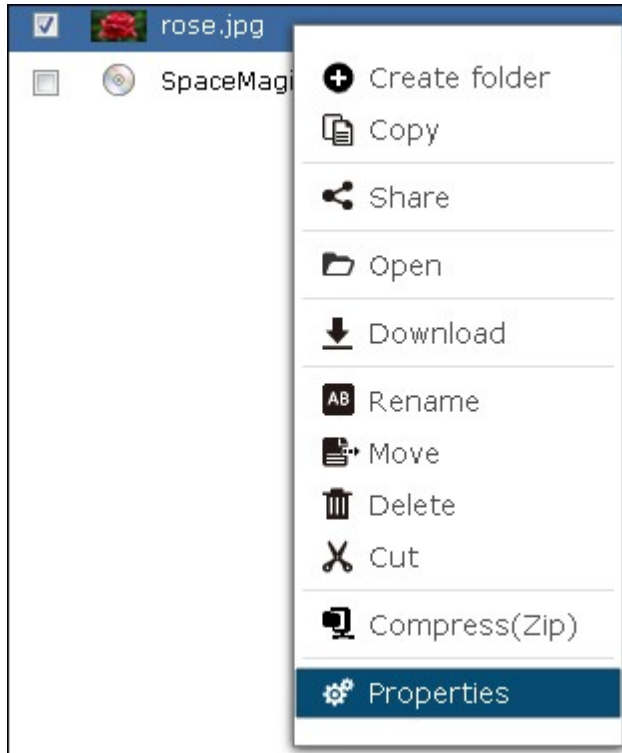 rose.jpg
SpaceMagi
Create folder
Copy
Share
Open
Download
AB Rename
Move
Delete
Cut
Compress(Zip)
Properties